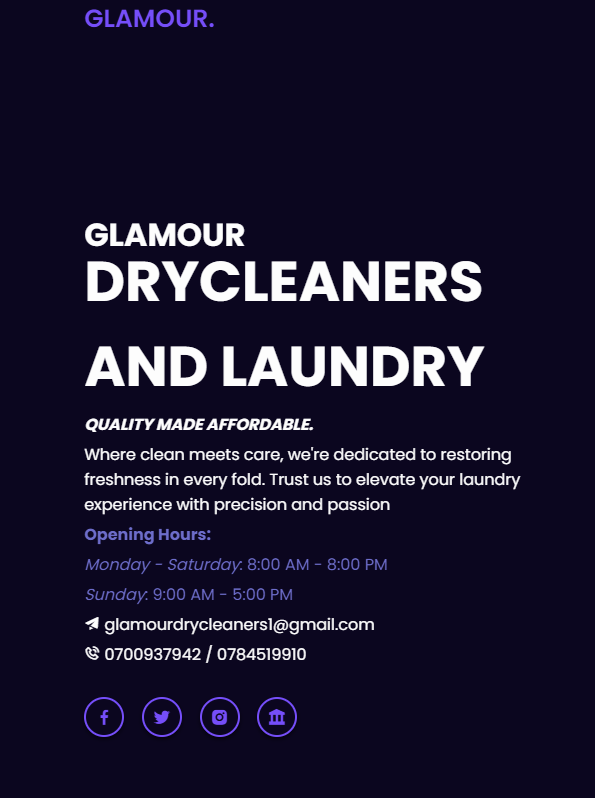 GLAMOUR.
GLAMOUR
DRYCLEANERS
AND LAUNDRY
QUALITY MADE AFFORDABLE.
Where clean meets care, we're dedicated to restoring
freshness in every fold. Trust us to elevate your laundry
experience with precision and passion
Opening Hours:
Monday - Saturday: 8:00 AM - 8:00 PM
Sunday: 9:00 AM - 5:00 PM
glamourdrycleaners1@gmail.com
0700937942 / 0784519910